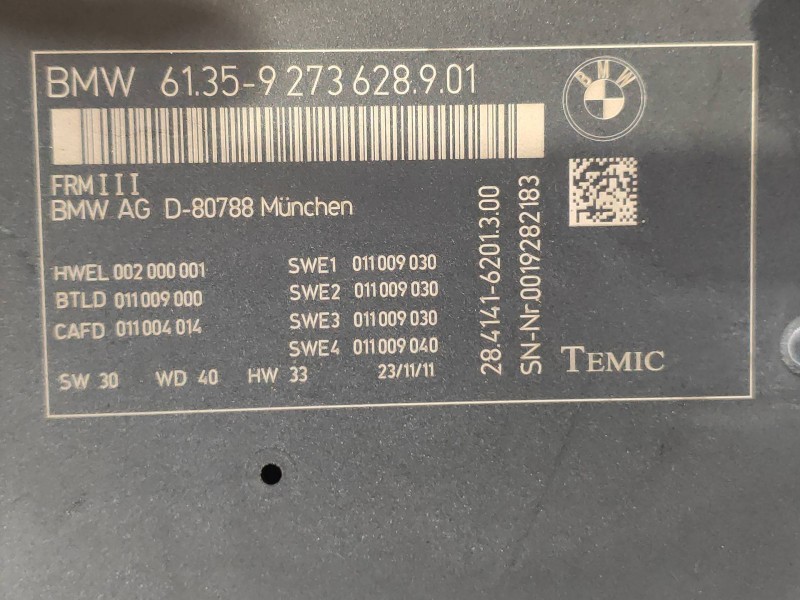 BMW 61.35-9 273 628.9.01
BMW
FRM III
BMW AG D-80788 München
HWEL 002 000 001
BTLD 011 009 000
CAFD 011 004 014
SWE1 011 009 030
SWE2 011 009 030
SWE3 011 009 030
SWE4 011 009 040
SW 30 WD 40 HW 33 23/11/11
28.4141-6201.3.00
SN-Nr.0019282183
TEMIC